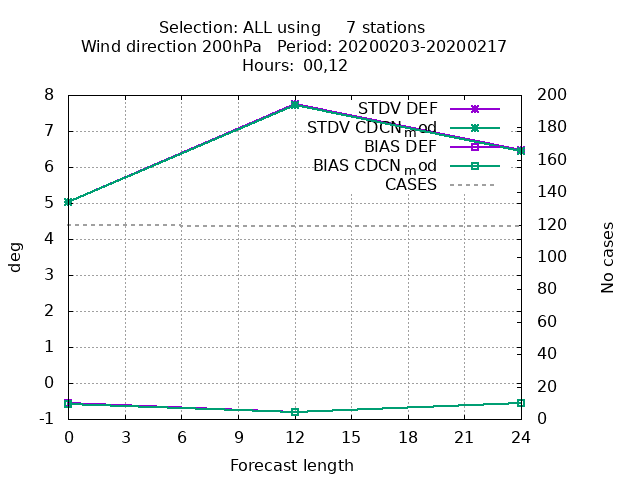 Selection: ALL using 7 stations
Wind direction 200hPa Period: 20200203-20200217
Hours: 00,12
STDV DEF
STDV CDCNmod
BIAS DEF
BIAS CDCNmod
CASES
8
7
6
5
4
3
2
1
0
-1
deg
200
180
160
140
120
100
80
60
40
20
0
No cases
0 3 6 9 12 15 18 21 24
Forecast length